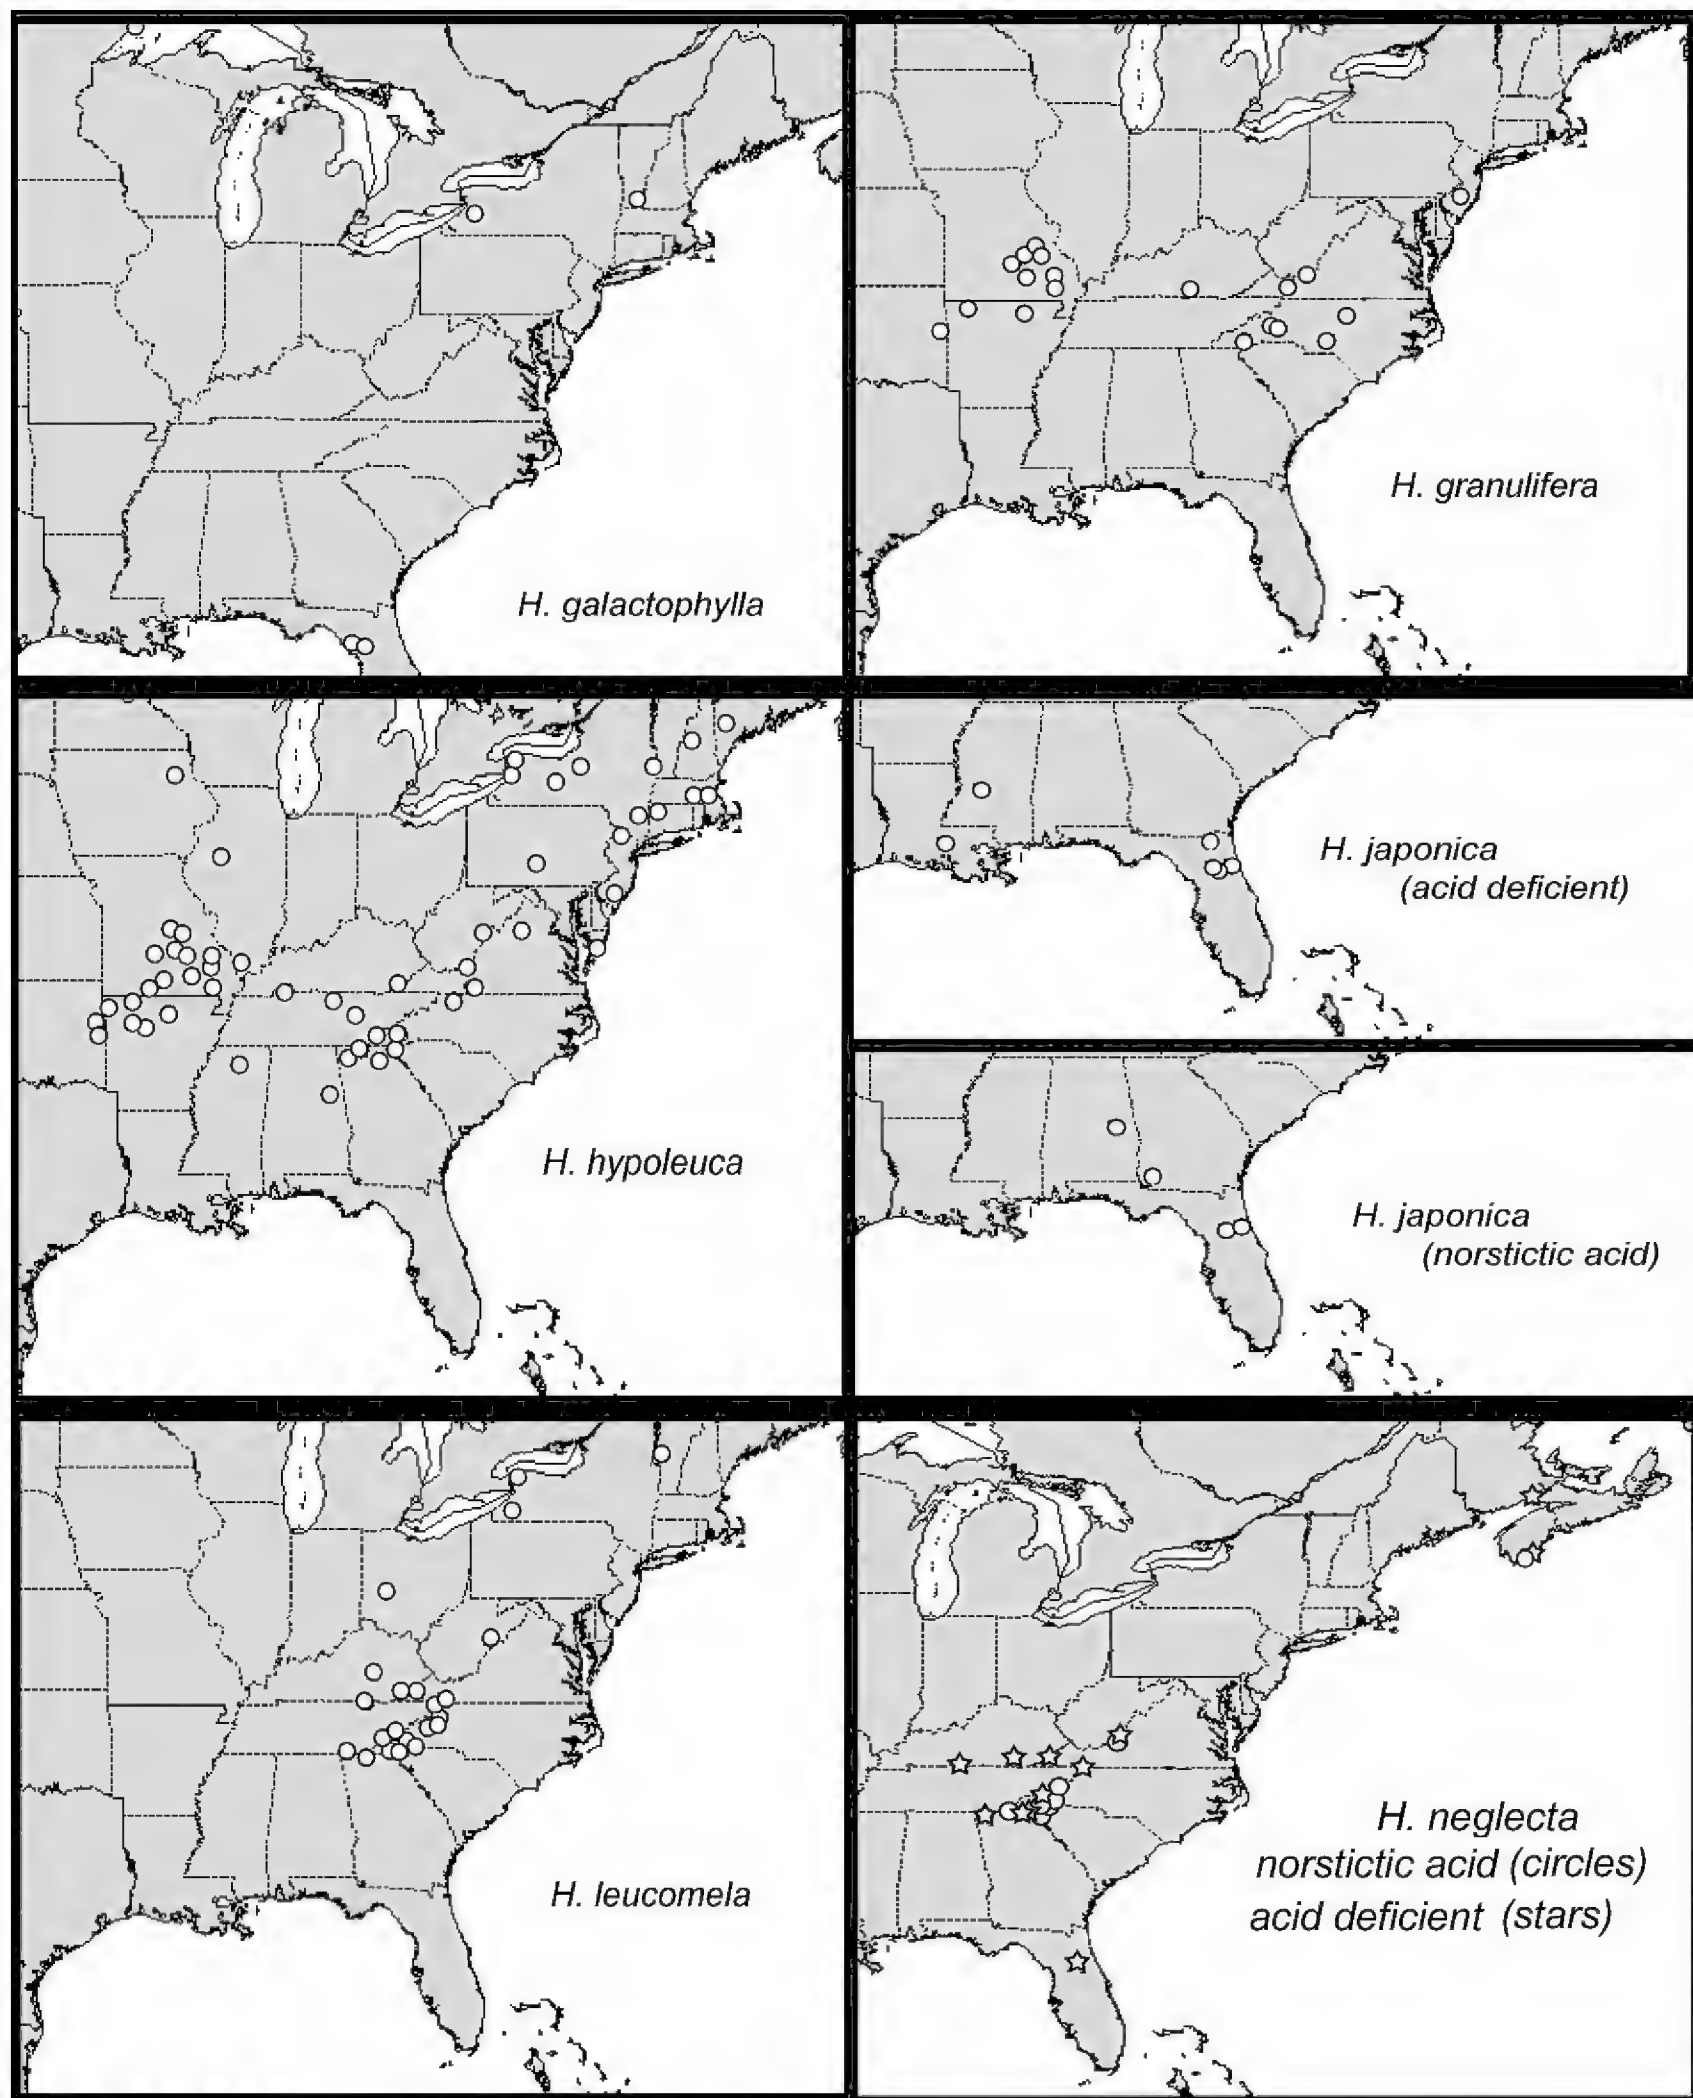 H. galactophylla
H. granulifera
H. hypoleuca
H. japonica
(acid deficient)
H. japonica
(norstictic acid)
H. leucomela
H. neglecta
norstictic acid (circles)
acid deficient (stars)